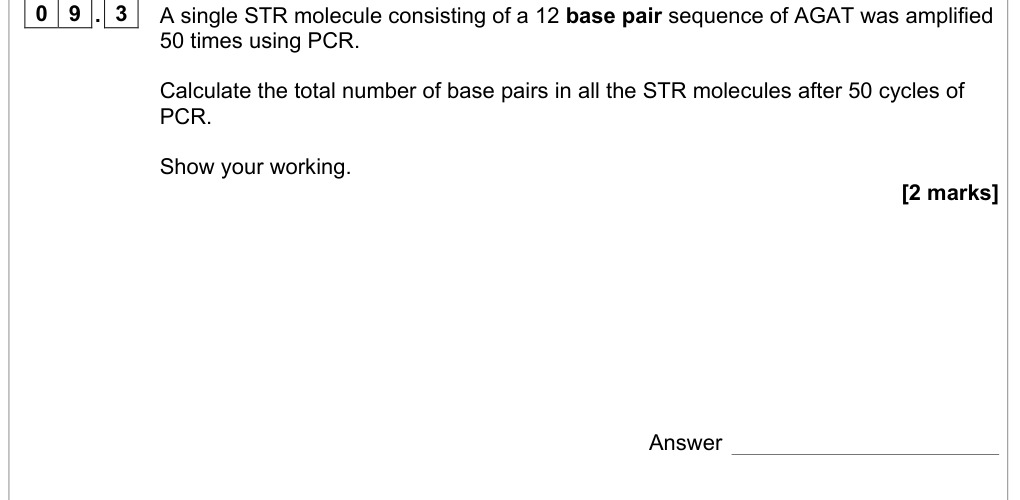 0 9 . 3 A single STR molecule consisting of a 12 base pair sequence of AGAT was amplified
50 times using PCR.
Calculate the total number of base pairs in all the STR molecules after 50 cycles of
PCR.
Show your working.
[2 marks]
Answer